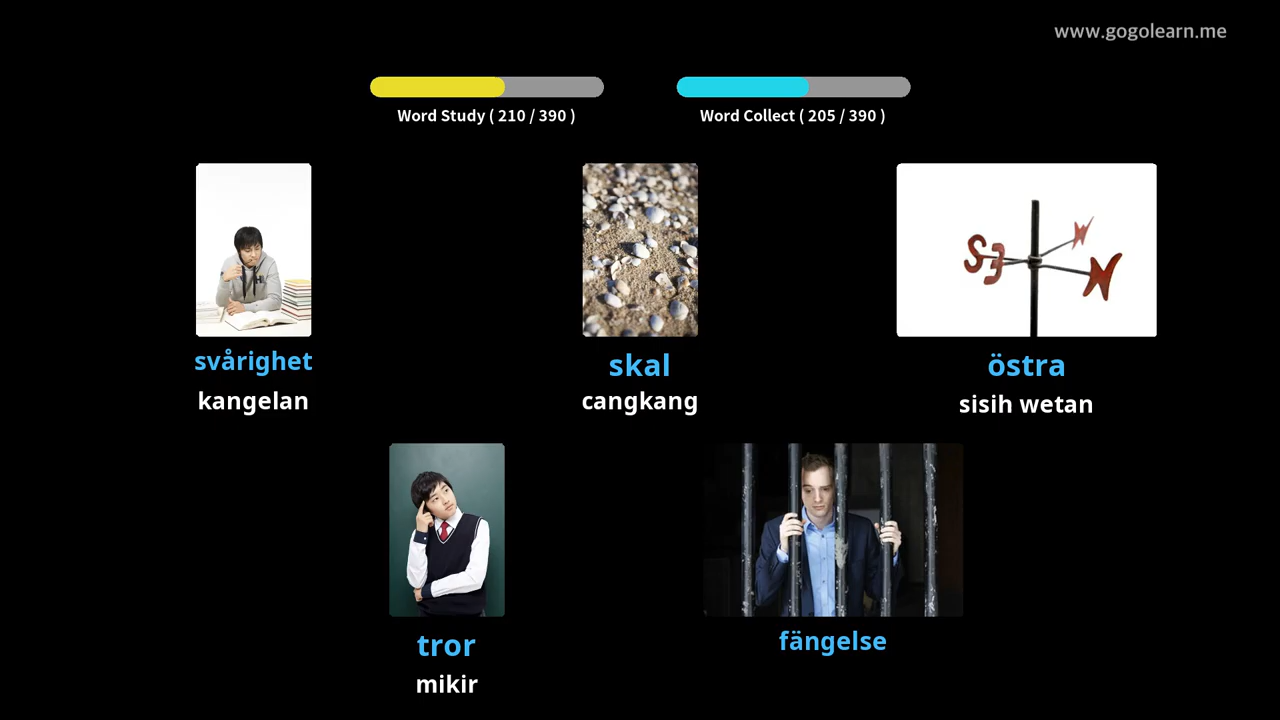 www.gogolearn.me
Word Study ( 210 / 390 )
Word Collect ( 205 / 390 )
svårighet
kangelan
skal
cangkang
östra
sisih wetan
tror
mikir
fängelse